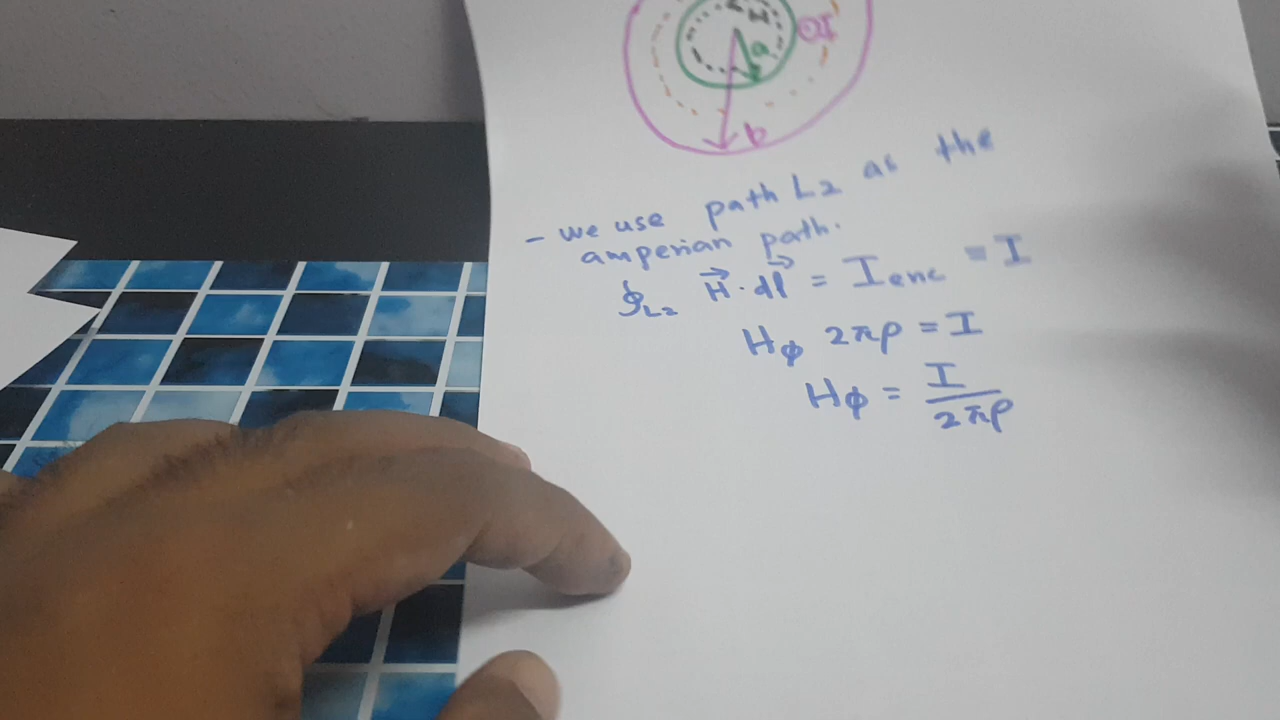 a
b
- we use path L2 as the
amperian path.
∮L2 H⃗ · dl⃗ = Ienc = I
Hϕ 2πρ = I
Hϕ = I / 2πρ